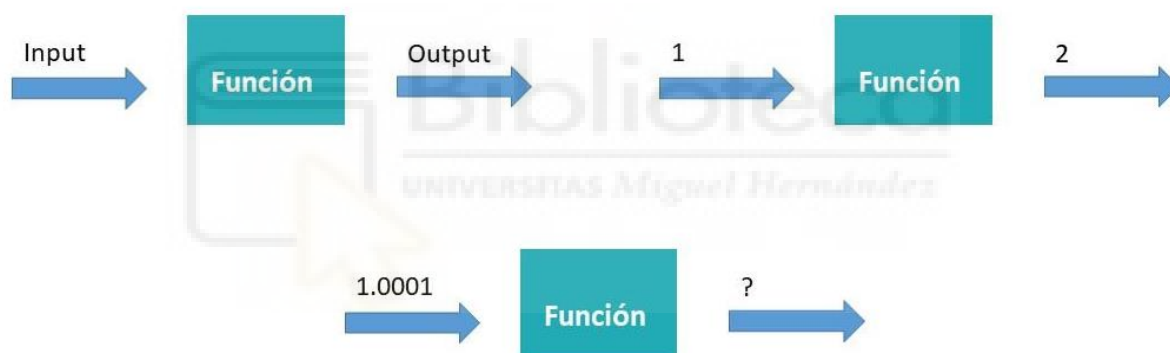 Input
Función
Output
1
Función
2
Biblioteca
UNIVERSITAS Miguel Hernández
1.0001
Función
?